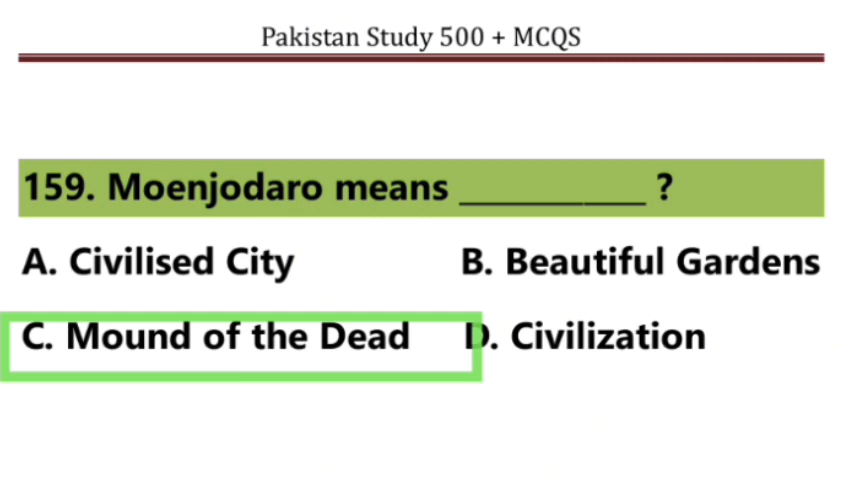 Pakistan Study 500 + MCQS
159. Moenjodaro means __________ ?
A. Civilised City B. Beautiful Gardens
C. Mound of the Dead D. Civilization